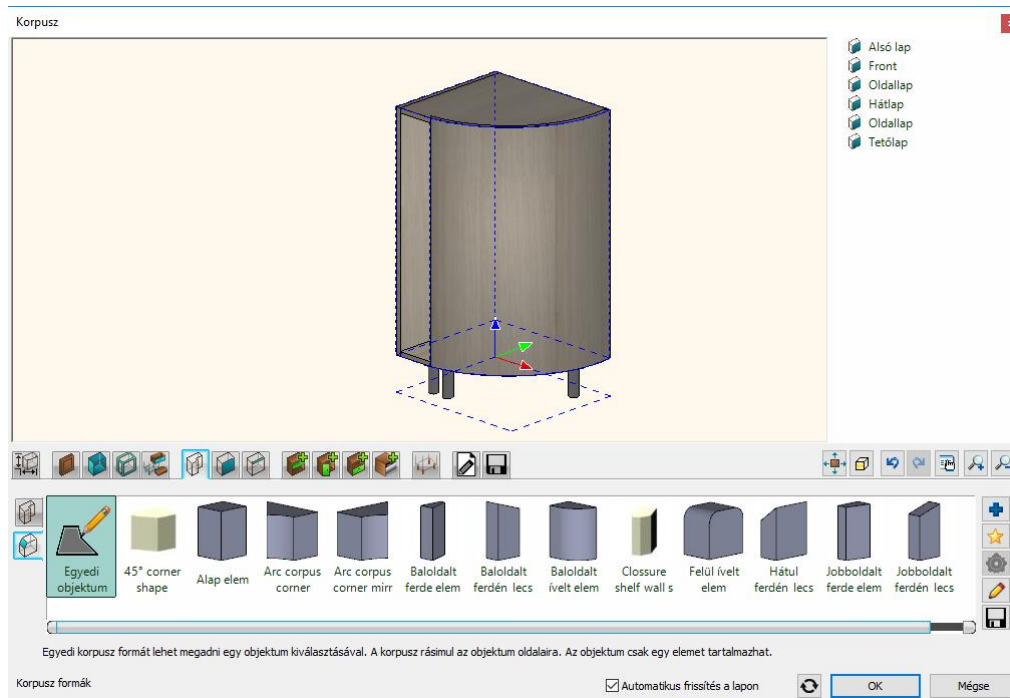 Korpusz
Alsó lap
Front
Oldallap
Hátlap
Oldallap
Tetőlap
Egyedi
objektum
45° corner
shape
Alap elem
Arc corpus
corner
Arc corpus
corner mirr
Baloldalt
ferde elem
Baloldalt
ferdén lecs
Baloldalt
ívelt elem
Clossure
shelf wall s
Felül ívelt
elem
Hátul
ferdén lecs
Jobboldalt
ferde elem
Jobboldalt
ferdén lecs
Egyedi korpusz formát lehet megadni egy objektum kiválasztásával. A korpusz rásimul az objektum oldalaira. Az objektum csak egy elemet tartalmazhat.
Korpusz formák
Automatikus frissítés a lapon
OK
Mégse